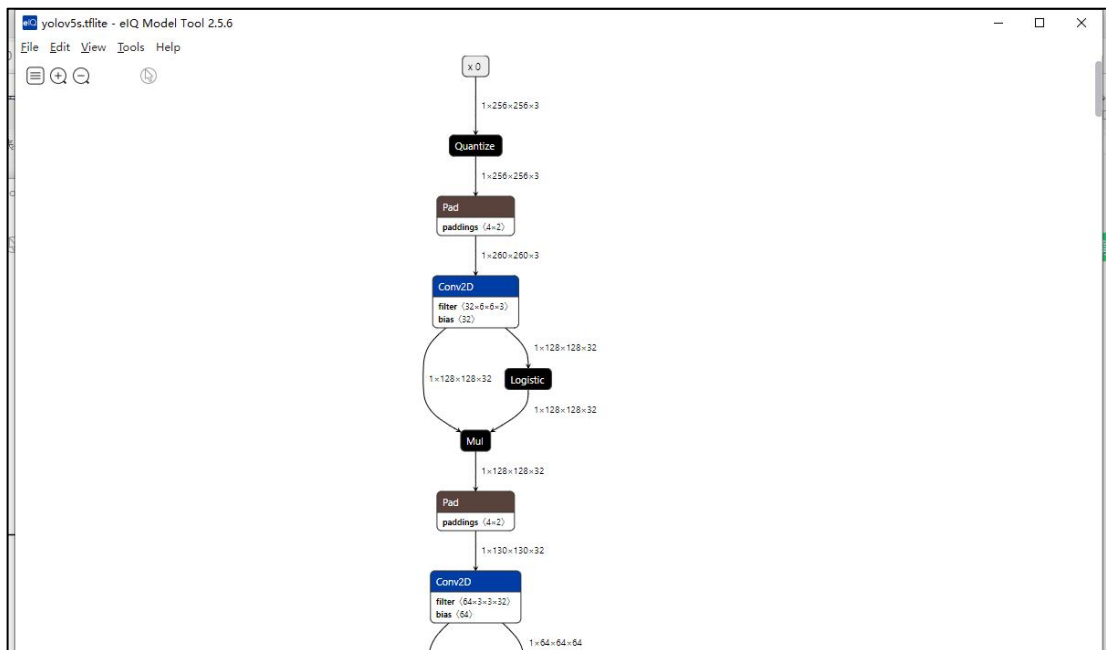 eIQ yolov5s.tflite - eIQ Model Tool 2.5.6
File Edit View Tools Help
x 0
1×256×256×3
Quantize
1×256×256×3
Pad
paddings ⟨4×2⟩
1×260×260×3
Conv2D
filter ⟨32×6×6×3⟩
bias ⟨32⟩
1×128×128×32
1×128×128×32
Logistic
1×128×128×32
Mul
1×128×128×32
Pad
paddings ⟨4×2⟩
1×130×130×32
Conv2D
filter ⟨64×3×3×32⟩
bias ⟨64⟩
1×64×64×64